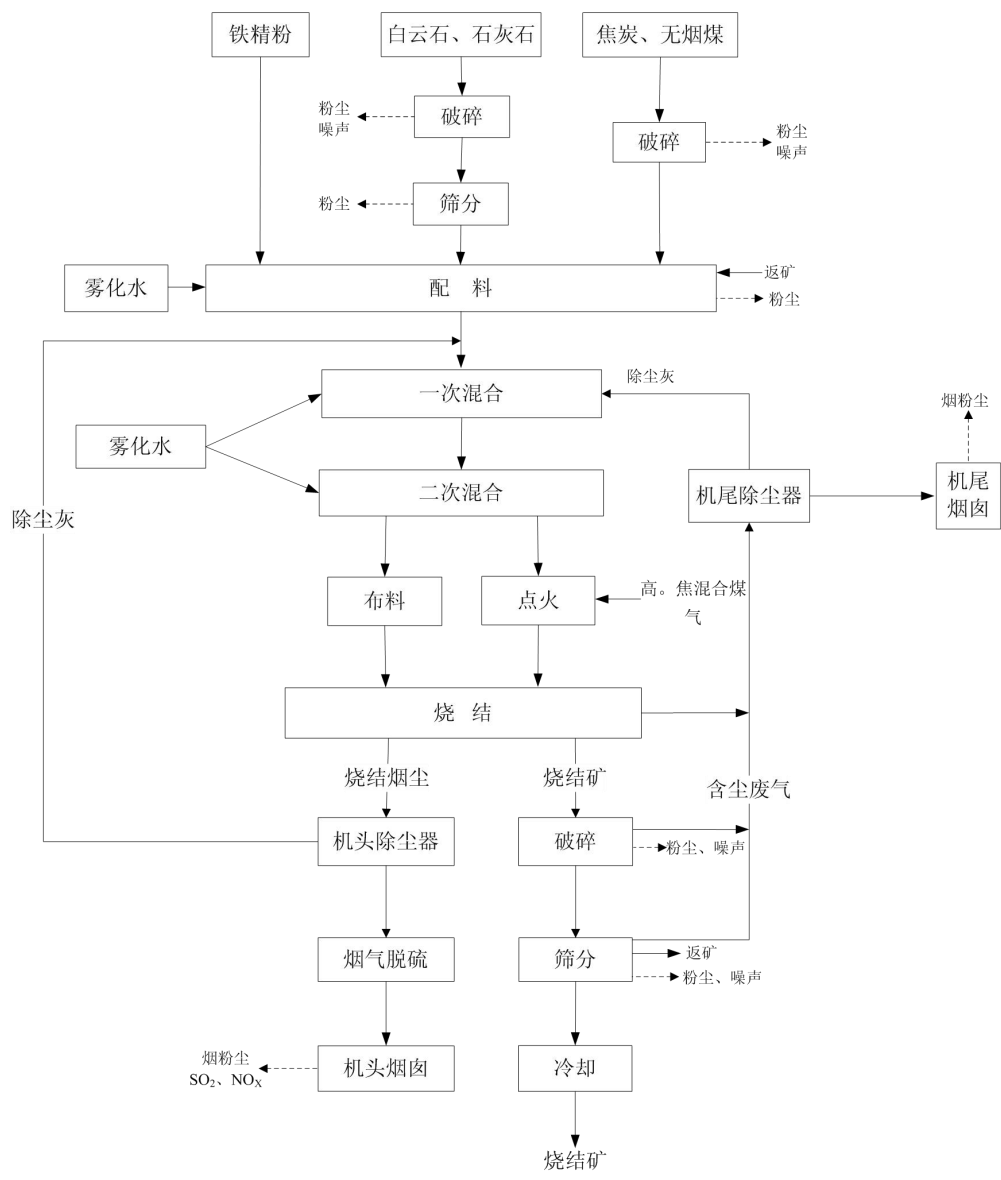 铁精粉
白云石、石灰石
焦炭、无烟煤
粉尘
噪声
破碎
破碎
粉尘
噪声
粉尘
筛分
雾化水
配 料
返矿
粉尘
一次混合
除尘灰
烟粉尘
雾化水
二次混合
机尾除尘器
机尾
烟囱
除尘灰
布料
点火
高。焦混合煤
气
烧 结
烧结烟尘
烧结矿
含尘废气
机头除尘器
破碎
粉尘、噪声
烟气脱硫
筛分
返矿
粉尘、噪声
烟粉尘
SO₂、NOX
机头烟囱
冷却
烧结矿